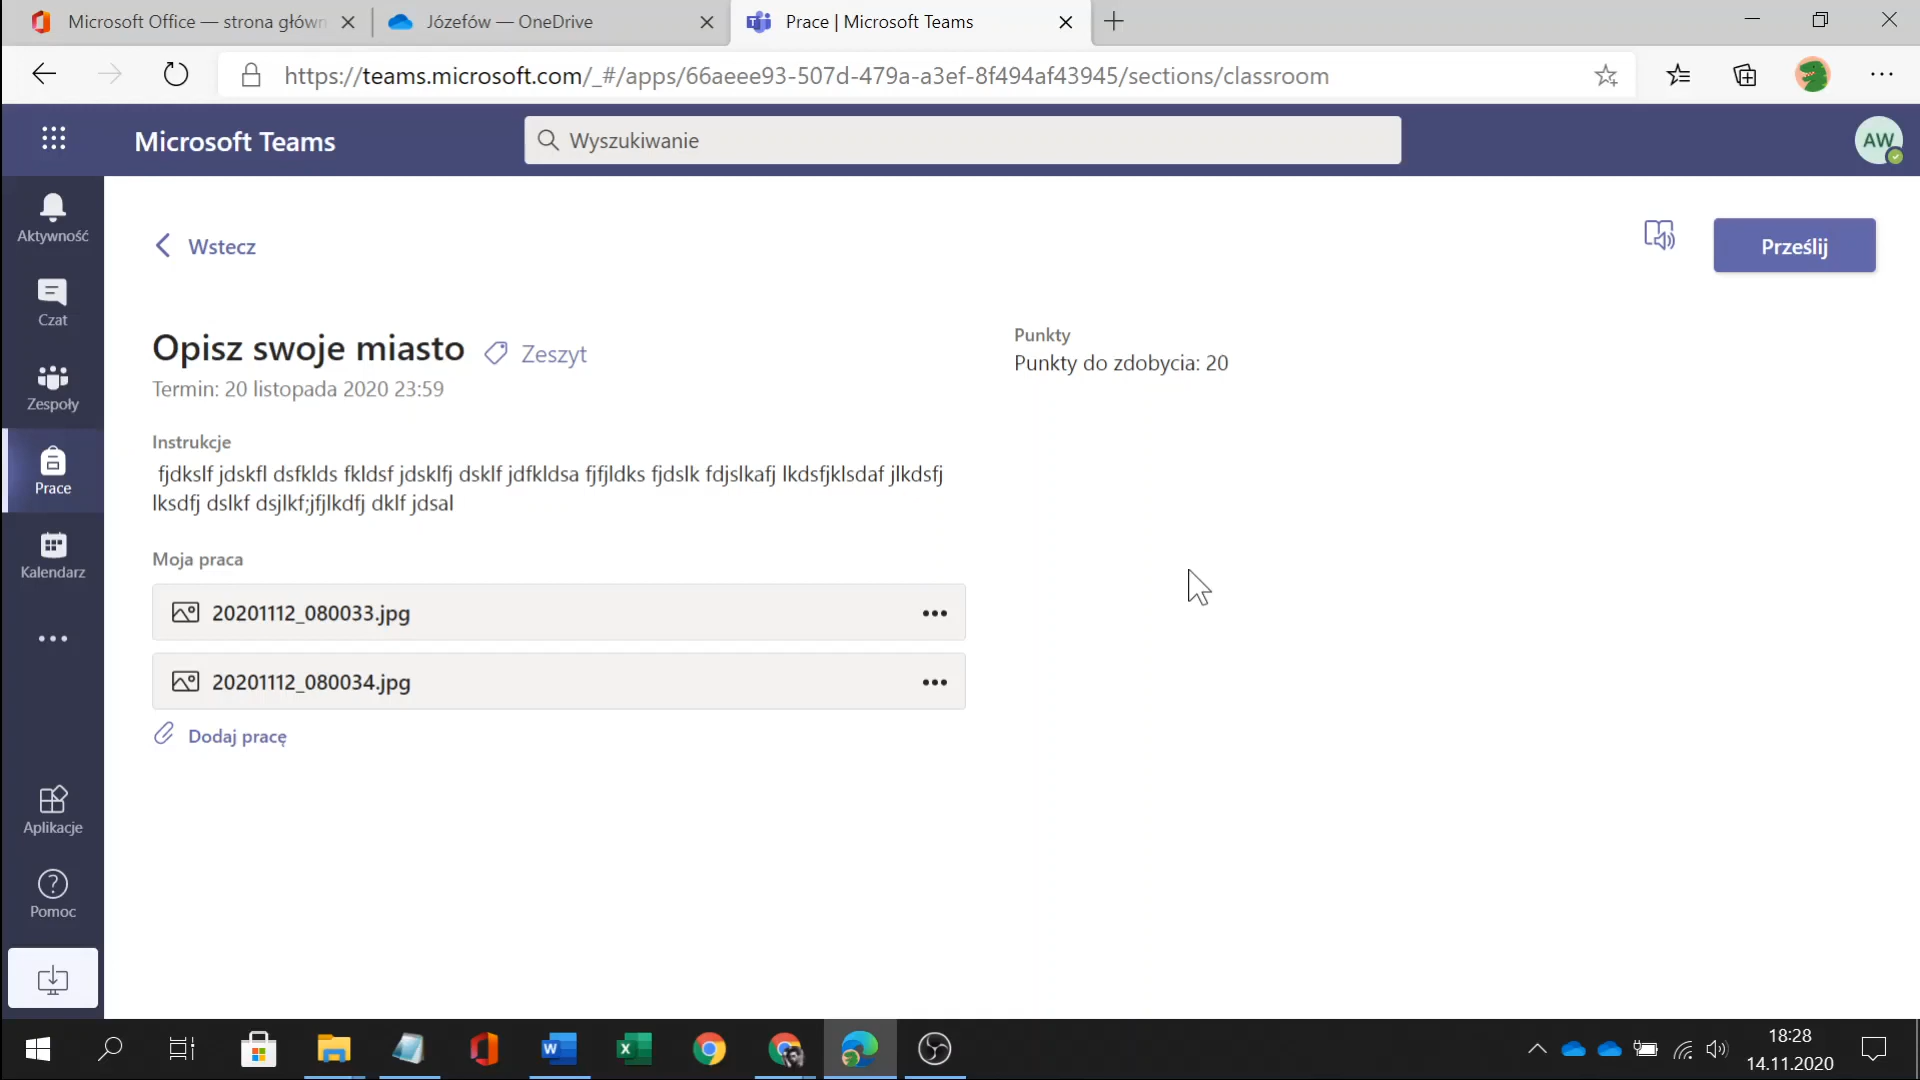 Microsoft Office — strona główn
Józefów — OneDrive
Prace | Microsoft Teams
https://teams.microsoft.com/_#/apps/66aeee93-507d-479a-a3ef-8f494af43945/sections/classroom
Microsoft Teams
Wyszukiwanie
AW
Aktywność
Czat
Zespoły
Prace
Kalendarz
Aplikacje
Pomoc
Wstecz
Prześlij
Opisz swoje miasto
Zeszyt
Termin: 20 listopada 2020 23:59
Punkty
Punkty do zdobycia: 20
Instrukcje
fjdkslf jdskfl dsfklds fkldsf jdsklfj dsklf jdfkldsa fjfjldks fjdslk fdjslkafj lkdsfjklsdaf jlkdsfj
lksdfj dslkf dsjlkf;jfjlkdfj dklf jdsal
Moja praca
20201112_080033.jpg
20201112_080034.jpg
Dodaj pracę
18:28
14.11.2020